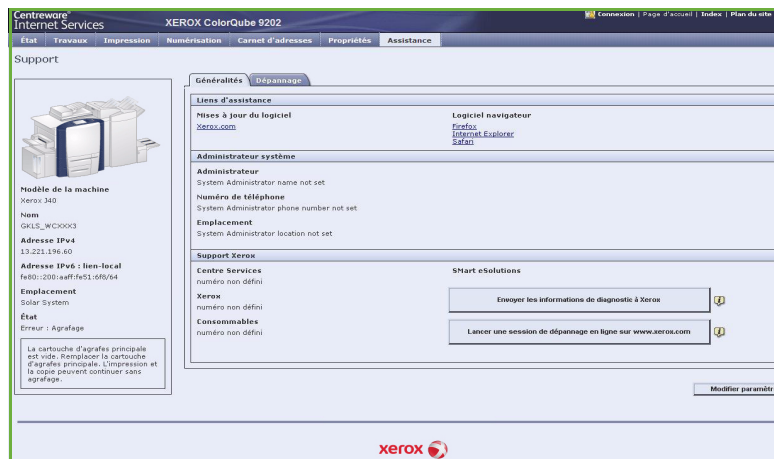 Centreware®
Internet Services
XEROX ColorQube 9202
Connexion | Page d'accueil | Index | Plan du site
État Travaux Impression Numérisation Carnet d'adresses Propriétés Assistance
Support
Généralités Dépannage
Liens d'assistance
Mises à jour du logiciel
Xerox.com
Logiciel navigateur
Firefox
Internet Explorer
Safari
Administrateur système
Administrateur
System Administrator name not set
Numéro de téléphone
System Administrator phone number not set
Emplacement
System Administrator location not set
Support Xerox
Centre Services
numéro non défini
Xerox
numéro non défini
Consommables
numéro non défini
SMart eSolutions
Envoyer les informations de diagnostic à Xerox
Lancer une session de dépannage en ligne sur www.xerox.com
Modèle de la machine
Xerox J40
Nom
GKLS_WCXXX3
Adresse IPv4
13.221.196.60
Adresse IPv6 : lien-local
fe80::200:aaff:fe51:6f8/64
Emplacement
Solar System
État
Erreur : Agrafage
La cartouche d'agrafes principale
est vide. Remplacer la cartouche
d'agrafes principale. L'impression et
la copie peuvent continuer sans
agrafage.
Modifier paramètr
xerox